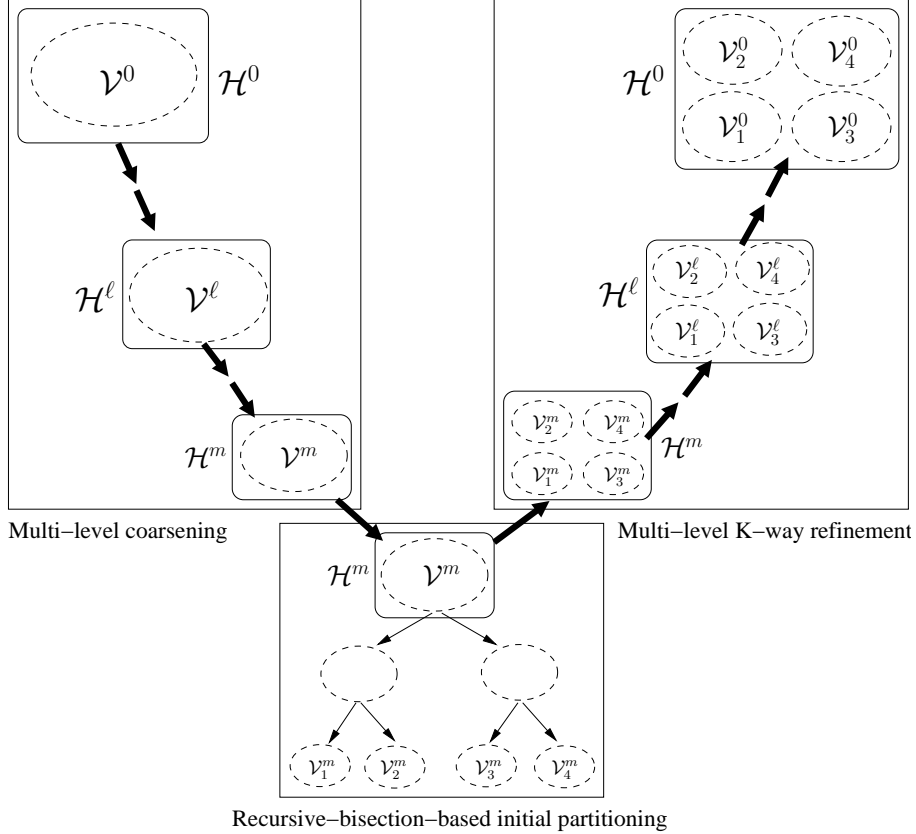 𝒱⁰
ℋ⁰
ℋ^ℓ
𝒱^ℓ
ℋ^m
𝒱^m
Multi−level coarsening
ℋ⁰
𝒱₂⁰ 𝒱₄⁰
𝒱₁⁰ 𝒱₃⁰
ℋ^ℓ
𝒱₂^ℓ 𝒱₄^ℓ
𝒱₁^ℓ 𝒱₃^ℓ
𝒱₂^m 𝒱₄^m
𝒱₁^m 𝒱₃^m
ℋ^m
Multi−level K−way refinement
ℋ^m
𝒱^m
𝒱₁^m 𝒱₂^m 𝒱₃^m 𝒱₄^m
Recursive−bisection−based initial partitioning